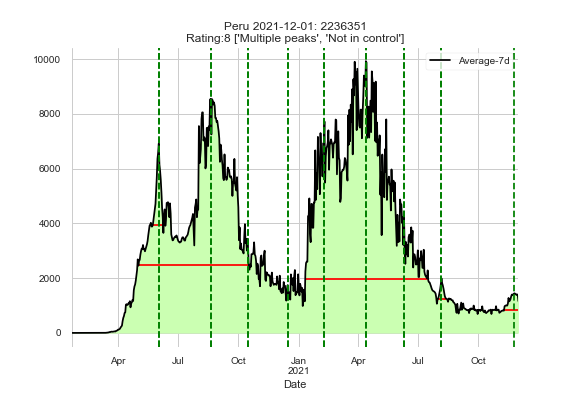 Peru 2021-12-01: 2236351
Rating:8 ['Multiple peaks', 'Not in control']
Average-7d
10000
8000
6000
4000
2000
0
Apr
Jul
Oct
Jan
2021
Apr
Jul
Oct
Date